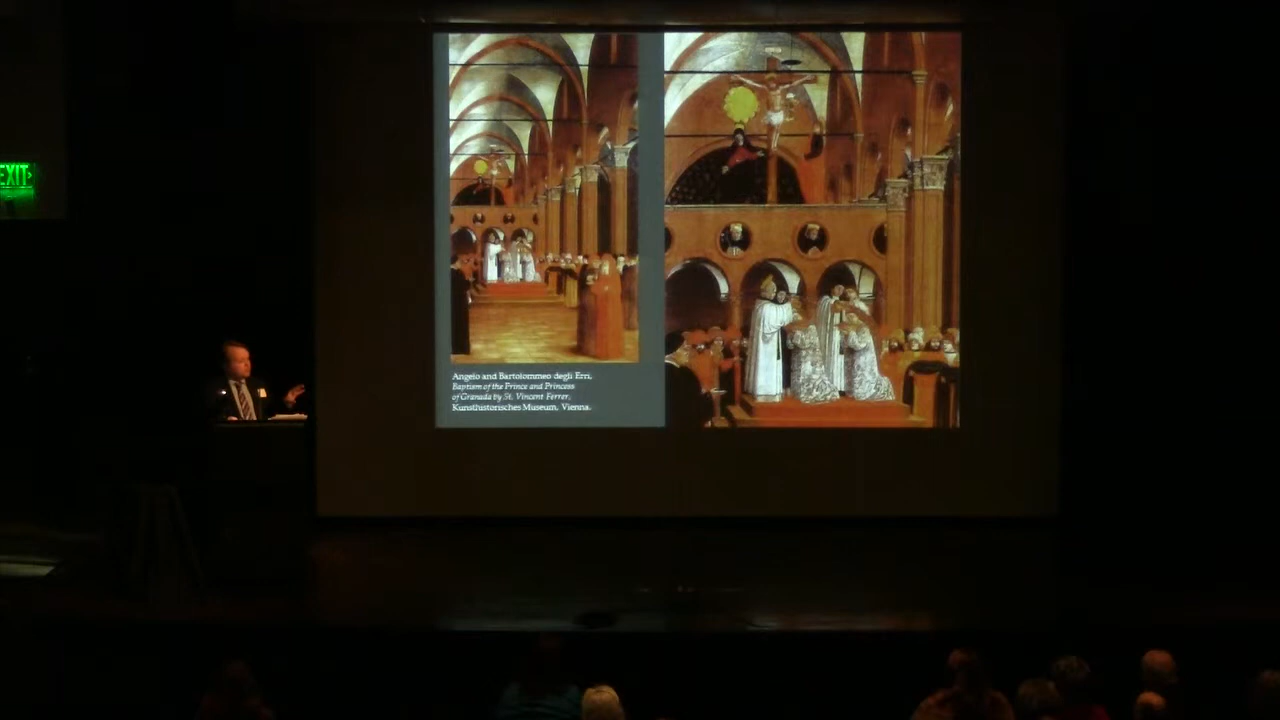 EXIT
Angelo and Bartolommeo degli Erri,
Baptism of the Prince and Princess
of Granada by St. Vincent Ferrer,
Kunsthistorisches Museum, Vienna.